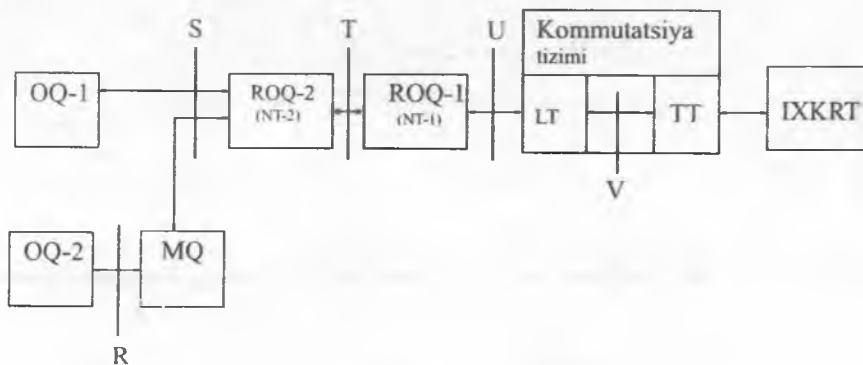 S
T
U
Kommutatsiya
tizimi
OQ-1
ROQ-2
(NT-2)
ROQ-1
(NT-1)
LT
TT
IXKRT
V
OQ-2
MQ
R